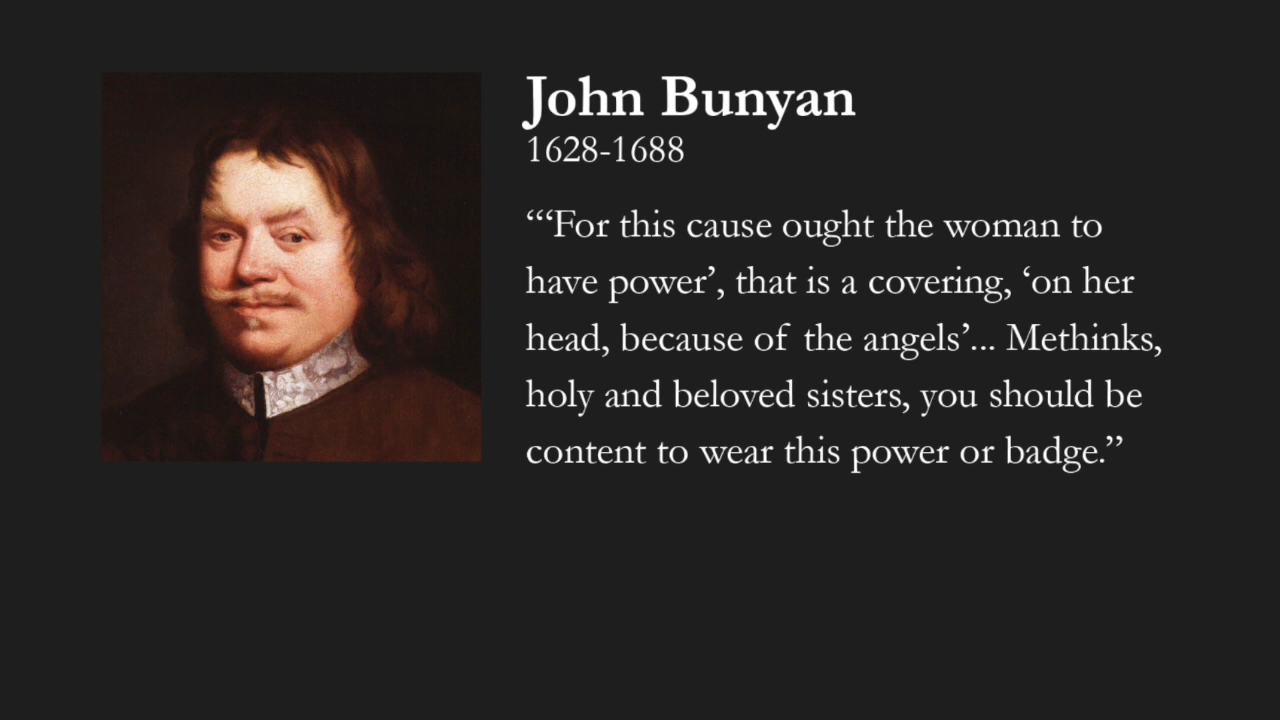 John Bunyan
1628-1688
“‘For this cause ought the woman to
have power’, that is a covering, ‘on her
head, because of the angels’... Methinks,
holy and beloved sisters, you should be
content to wear this power or badge.”